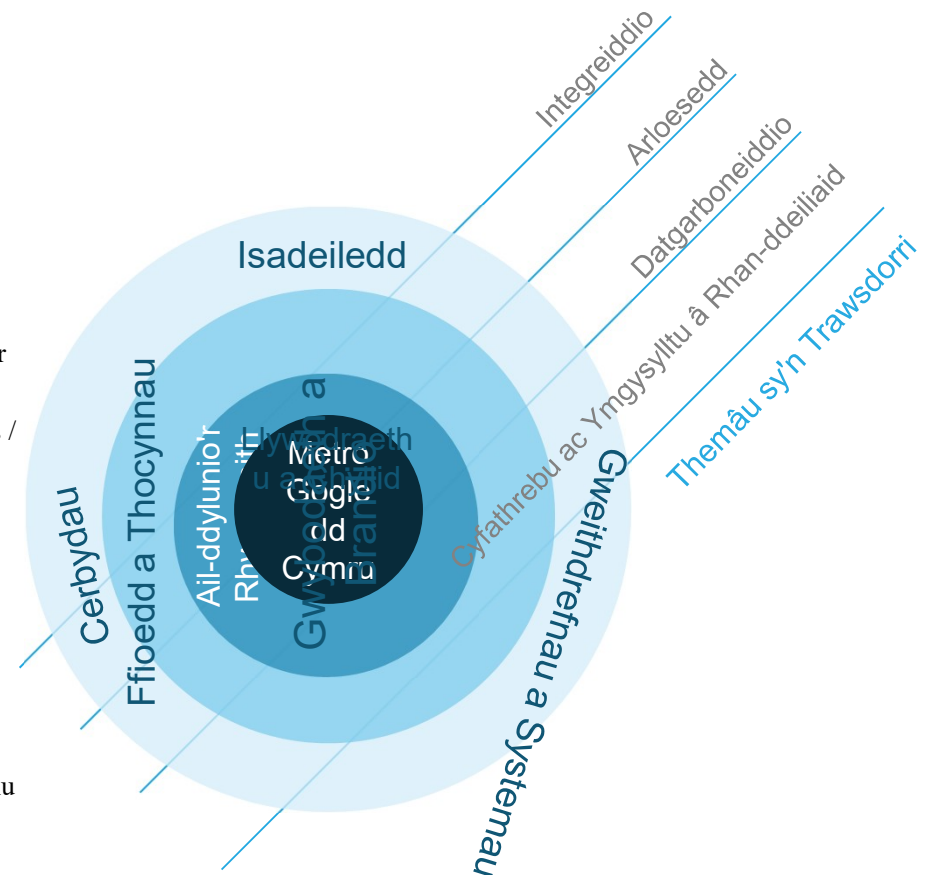 Integreiddio
Arloesedd
Datgarboneiddio
Cyfathrebu ac Ymgysylltu â Rhan-ddeiliaid
Themâu sy'n Trawsdorri
Isadeiledd
Cerbydau
Ffioedd a Thocynnau
Ail-ddylunio'r
Metro
Gogle
dd
Cymru
Gweithdrefnau a Systemau
r
/